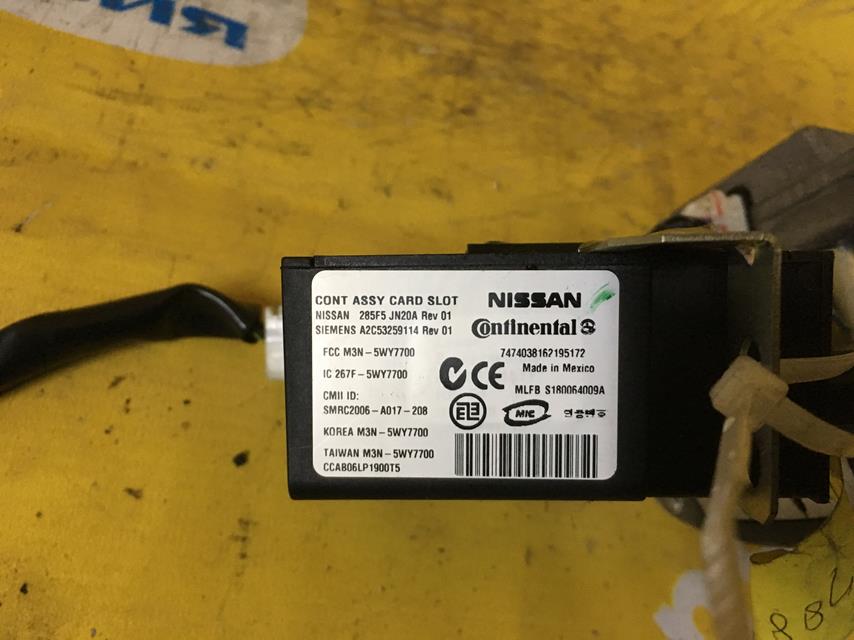 CONT ASSY CARD SLOT
NISSAN 285F5 JN20A Rev 01
SIEMENS A2C53259114 Rev 01
FCC M3N-5WY7700
IC 267F-5WY7700
CMII ID:
SMRC2006-A017-208
KOREA M3N-5WY7700
TAIWAN M3N-5WY7700
CCAB06LP1900T5
NISSAN
Continental
7474038162195172
Made in Mexico
CE
MLFB S180064009A
MIC